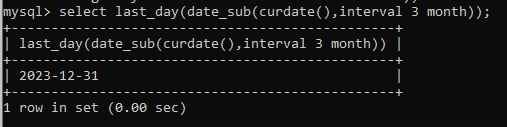 mysql> select last_day(date_sub(curdate(),interval 3 month));
+------------------------------------------------+
| last_day(date_sub(curdate(),interval 3 month)) |
+------------------------------------------------+
| 2023-12-31                                     |
+------------------------------------------------+
1 row in set (0.00 sec)